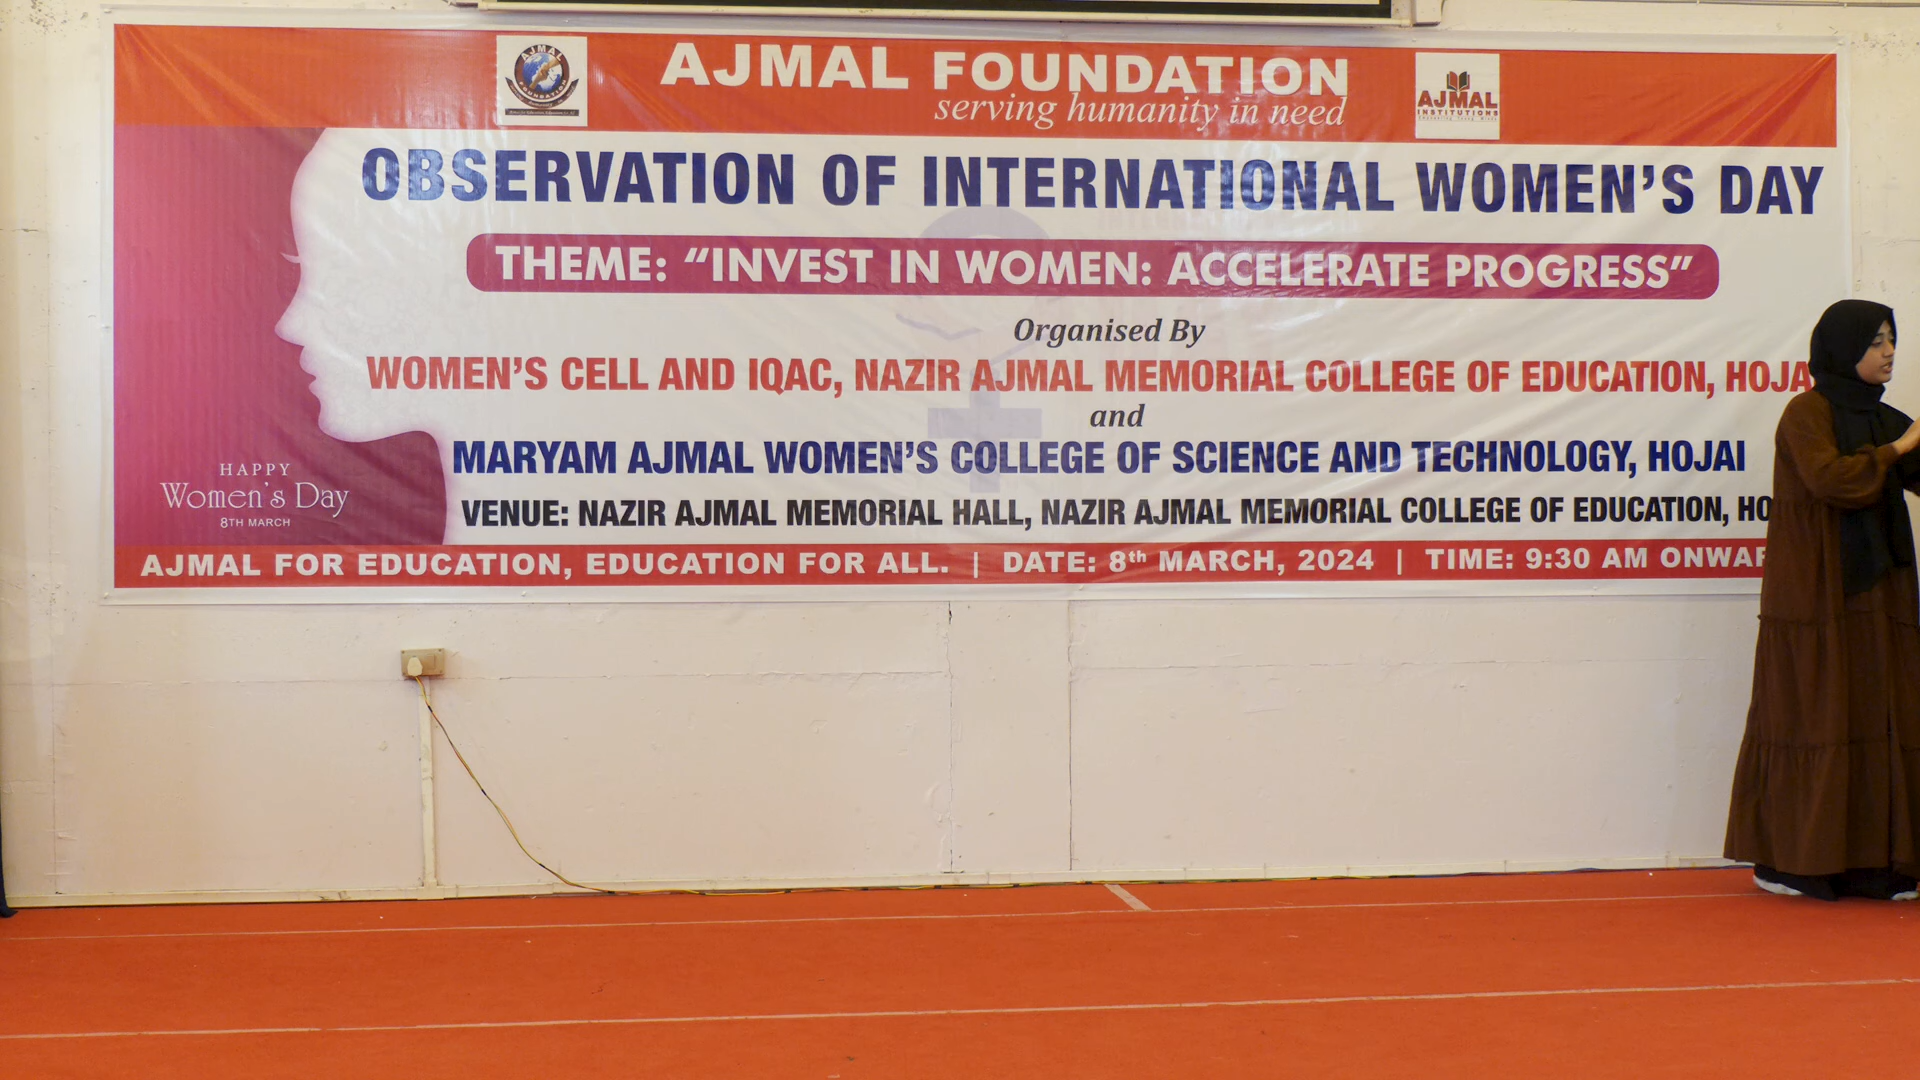 AJMAL FOUNDATION
serving humanity in need
AJMAL
FOUNDATION
AJMAL
INSTITUTIONS
OBSERVATION OF INTERNATIONAL WOMEN'S DAY
THEME: "INVEST IN WOMEN: ACCELERATE PROGRESS"
Organised By
WOMEN'S CELL AND IQAC, NAZIR AJMAL MEMORIAL COLLEGE OF EDUCATION, HOJA
and
MARYAM AJMAL WOMEN'S COLLEGE OF SCIENCE AND TECHNOLOGY, HOJAI
VENUE: NAZIR AJMAL MEMORIAL HALL, NAZIR AJMAL MEMORIAL COLLEGE OF EDUCATION, HO
HAPPY
Women's Day
8TH MARCH
AJMAL FOR EDUCATION, EDUCATION FOR ALL. | DATE: 8th MARCH, 2024 | TIME: 9:30 AM ONWAR